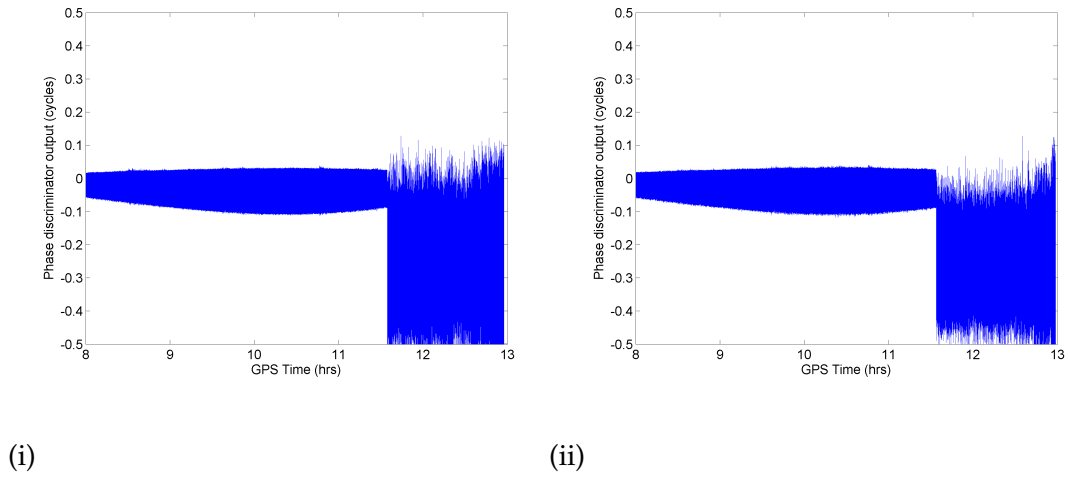 0.5
0.4
0.3
0.2
0.1
0
-0.1
-0.2
-0.3
-0.4
-0.5
Phase discriminator output (cycles)
8 9 10 11 12 13
GPS Time (hrs)
(i)
0.5
0.4
0.3
0.2
0.1
0
-0.1
-0.2
-0.3
-0.4
-0.5
Phase discriminator output (cycles)
8 9 10 11 12 13
GPS Time (hrs)
(ii)